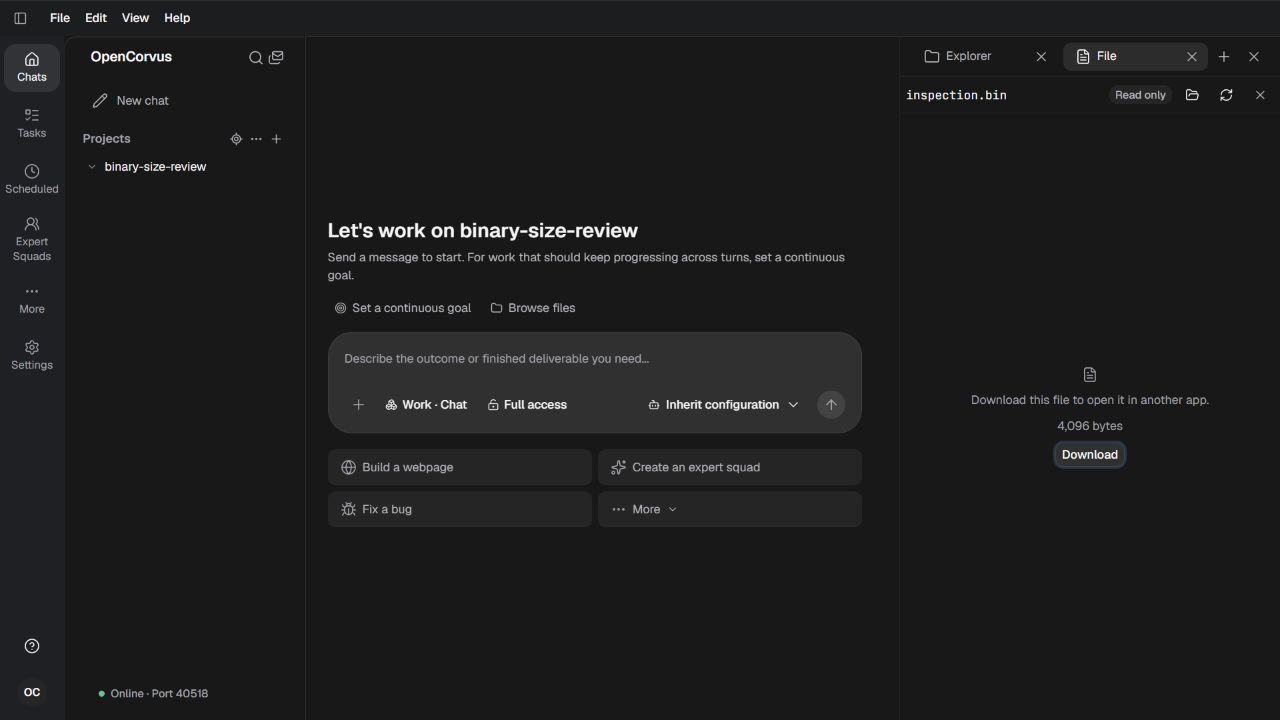 File Edit View Help
Chats
Tasks
Scheduled
Expert
Squads
More
Settings
OC
OpenCorvus
New chat
Projects
binary-size-review
Online · Port 40518
Let's work on binary-size-review
Send a message to start. For work that should keep progressing across turns, set a continuous
goal.
Set a continuous goal Browse files
Describe the outcome or finished deliverable you need...
Work · Chat Full access Inherit configuration
Build a webpage Create an expert squad
Fix a bug More
Explorer File
inspection.bin Read only
Download this file to open it in another app.
4,096 bytes
Download